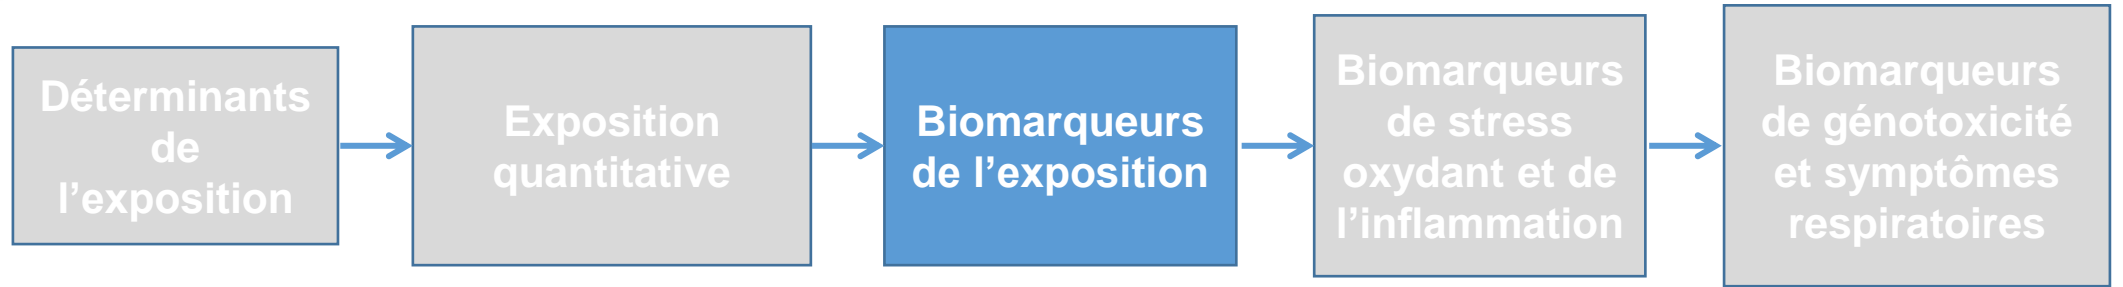 Déterminants
de
l’exposition
Exposition
quantitative
Biomarqueurs
de l’exposition
Biomarqueurs
de stress
oxydant et de
l’inflammation
Biomarqueurs
de génotoxicité
et symptômes
respiratoires